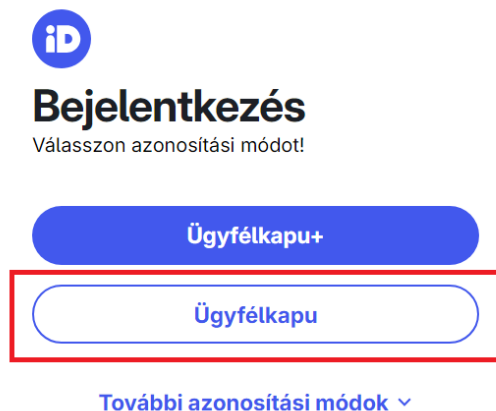 iD
Bejelentkezés
Válasszon azonosítási módot!
Ügyfélkapu+
Ügyfélkapu
További azonosítási módok